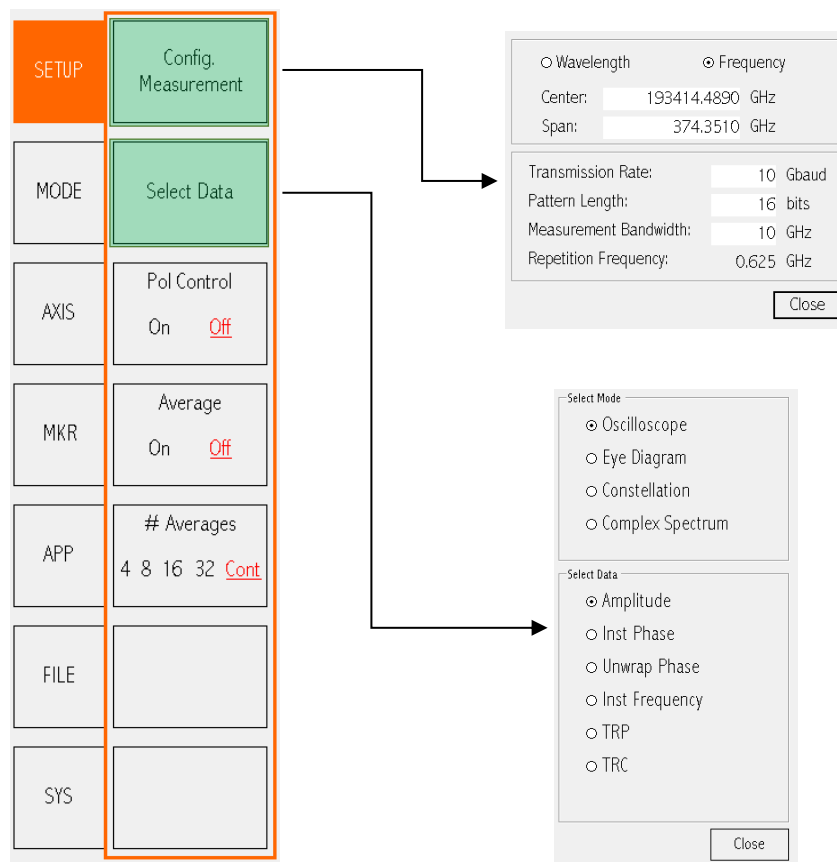 SETUP
MODE
AXIS
MKR
APP
FILE
SYS
Config.
Measurement
Select Data
Pol Control
On Off
Average
On Off
# Averages
4 8 16 32 Cont
Wavelength Frequency
Center: 193414.4890 GHz
Span: 374.3510 GHz
Transmission Rate: 10 Gbaud
Pattern Length: 16 bits
Measurement Bandwidth: 10 GHz
Repetition Frequency: 0.625 GHz
Close
Select Mode
Oscilloscope
Eye Diagram
Constellation
Complex Spectrum
Select Data
Amplitude
Inst Phase
Unwrap Phase
Inst Frequency
TRP
TRC
Close